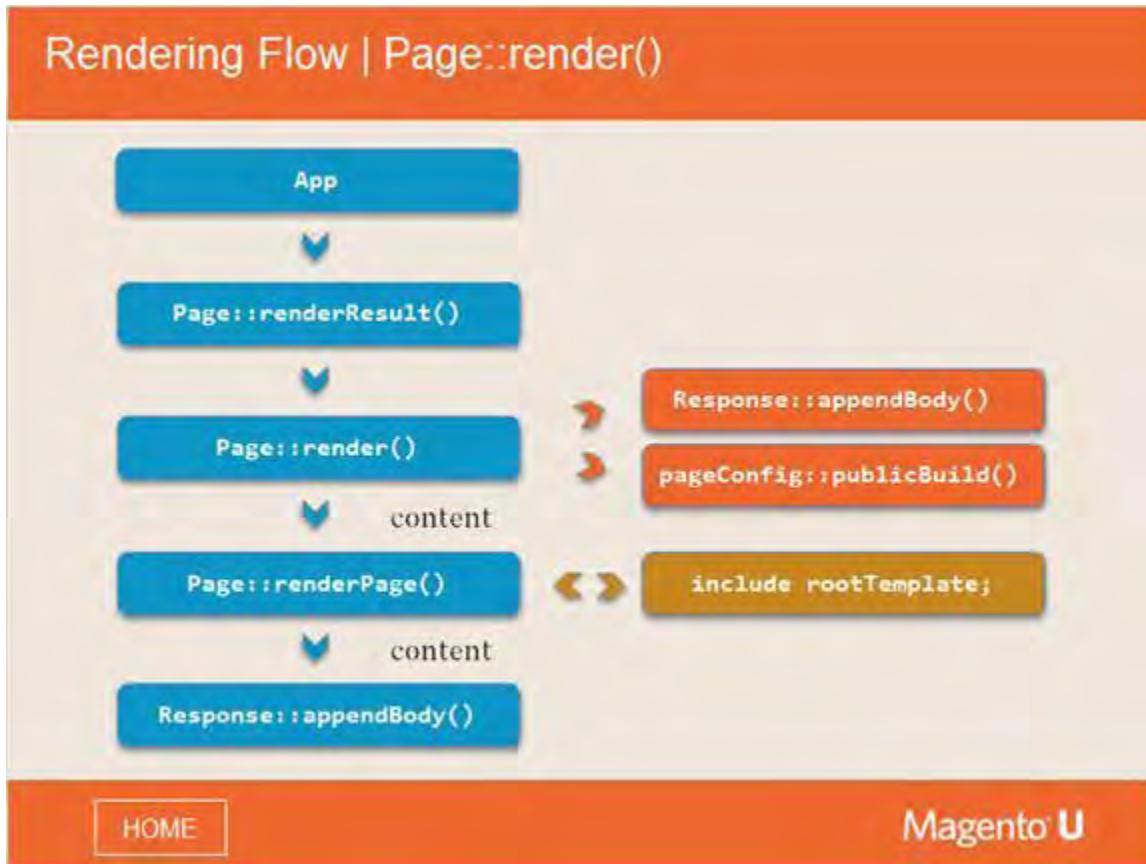 Rendering Flow | Page::render()
App
Page::renderResult()
Page::render()
Response::appendBody()
pageConfig::publicBuild()
content
Page::renderPage()
include rootTemplate;
content
Response::appendBody()
HOME
Magento U